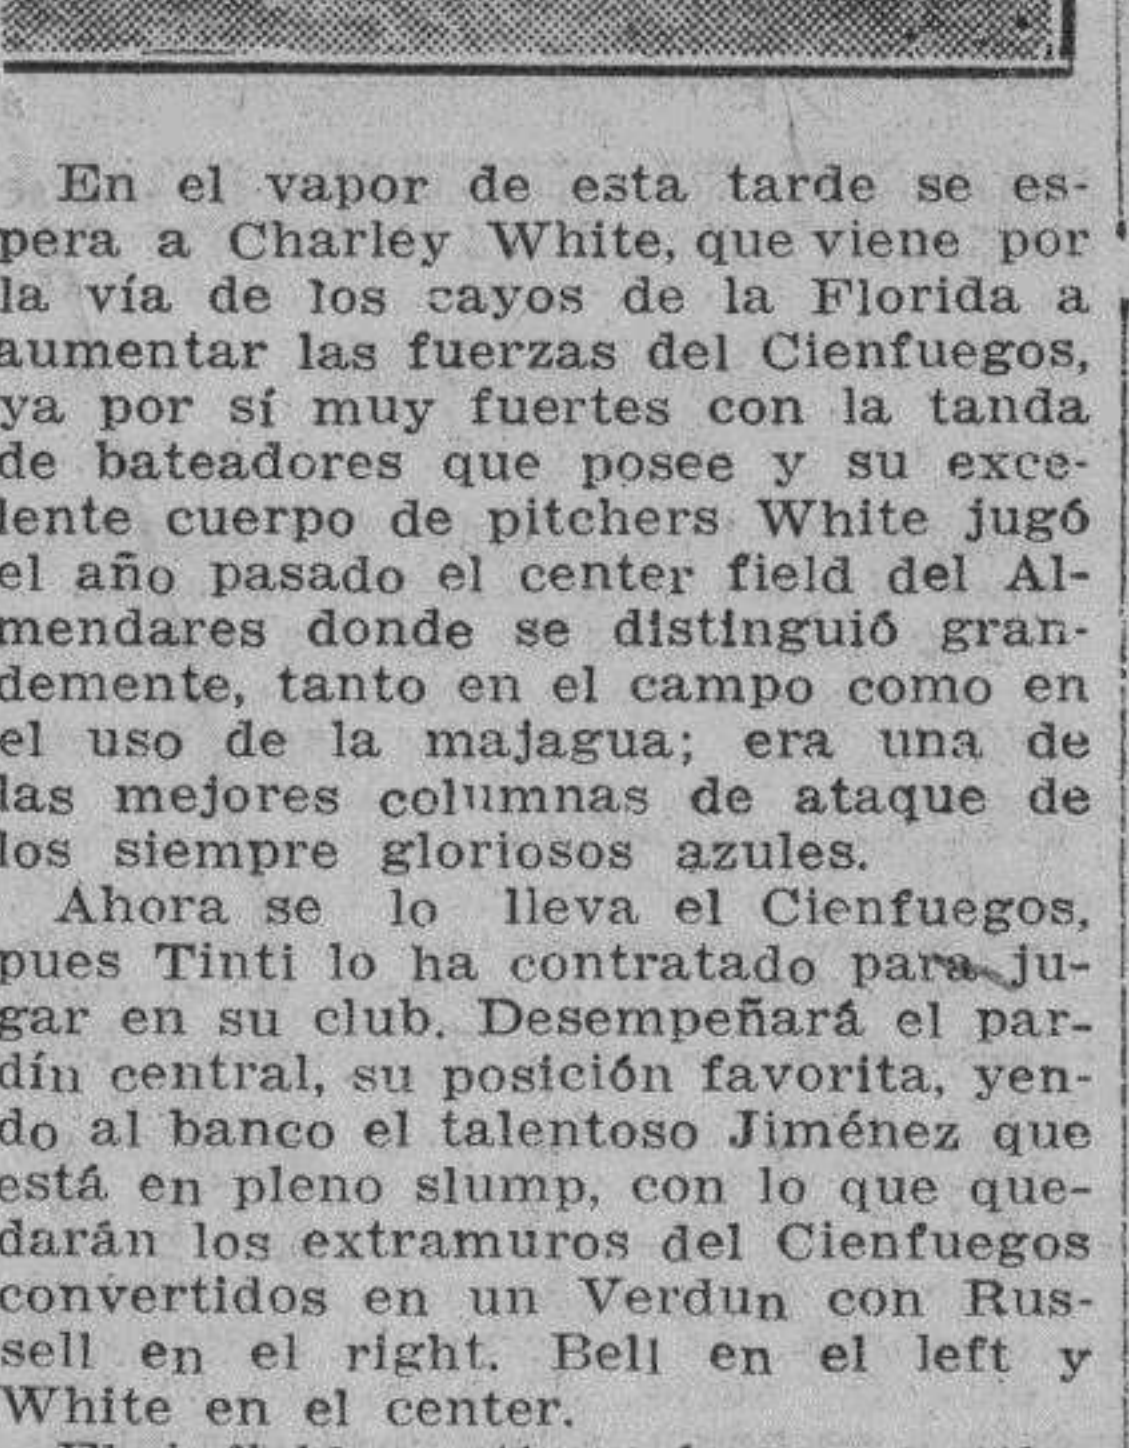 En el vapor de esta tarde se es-
pera a Charley White, que viene por
la vía de los cayos de la Florida a
aumentar las fuerzas del Cienfuegos,
ya por sí muy fuertes con la tanda
de bateadores que posee y su exce-
lente cuerpo de pitchers White jugó
el año pasado el center field del Al-
mendares donde se distinguió gran-
demente, tanto en el campo como en
el uso de la majagua; era una de
las mejores columnas de ataque de
los siempre gloriosos azules.
Ahora se lo lleva el Cienfuegos,
pues Tinti lo ha contratado para ju-
gar en su club. Desempeñará el par-
dín central, su posición favorita, yen-
do al banco el talentoso Jiménez que
está en pleno slump, con lo que que-
darán los extramuros del Cienfuegos
convertidos en un Verdun con Rus-
sell en el right. Bell en el left y
White en el center.